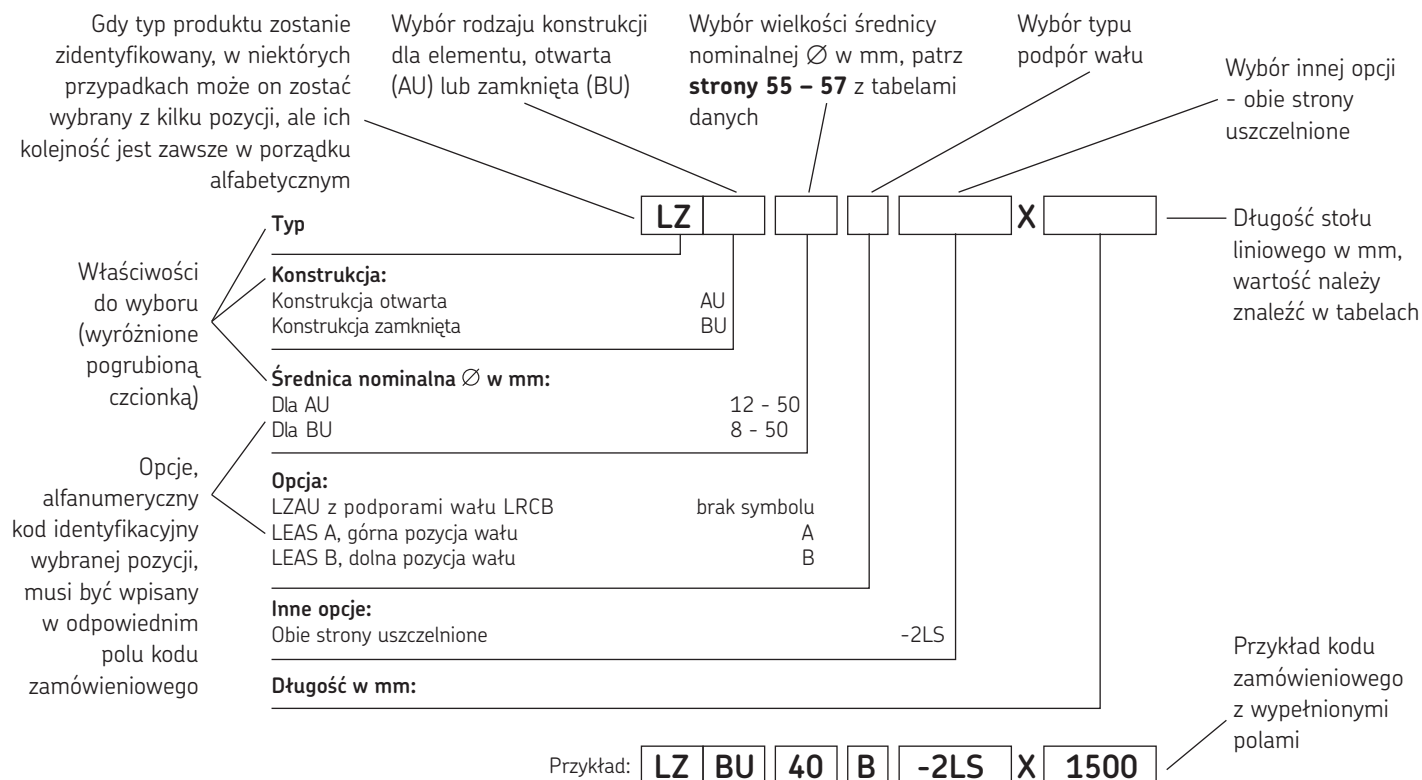 Gdy typ produktu zostanie
zidentyfikowany, w niektórych
przypadkach może on zostać
wybrany z kilku pozycji, ale ich
kolejność jest zawsze w porządku
alfabetycznym
Wybór rodzaju konstrukcji
dla elementu, otwarta
(AU) lub zamknięta (BU)
Wybór wielkości średnicy
nominalnej Ø w mm, patrz
strony 55 – 57 z tabelami
danych
Wybór typu
podpór wału
Wybór innej opcji
- obie strony
uszczelnione
LZ X
Długość stołu
liniowego w mm,
wartość należy
znaleźć w tabelach
Właściwości
do wyboru
(wyróżnione
pogrubioną
czcionką)
Typ
Konstrukcja:
Konstrukcja otwarta AU
Konstrukcja zamknięta BU
Średnica nominalna Ø w mm:
Dla AU 12 - 50
Dla BU 8 - 50
Opcje,
alfanumeryczny
kod identyfikacyjny
wybranej pozycji,
musi być wpisany
w odpowiednim
polu kodu
zamówieniowego
Opcja:
LZAU z podporami wału LRCB brak symbolu
LEAS A, górna pozycja wału A
LEAS B, dolna pozycja wału B
Inne opcje:
Obie strony uszczelnione -2LS
Długość w mm:
Przykład kodu
zamówieniowego
z wypełnionymi
polami
Przykład: LZ BU 40 B -2LS X 1500